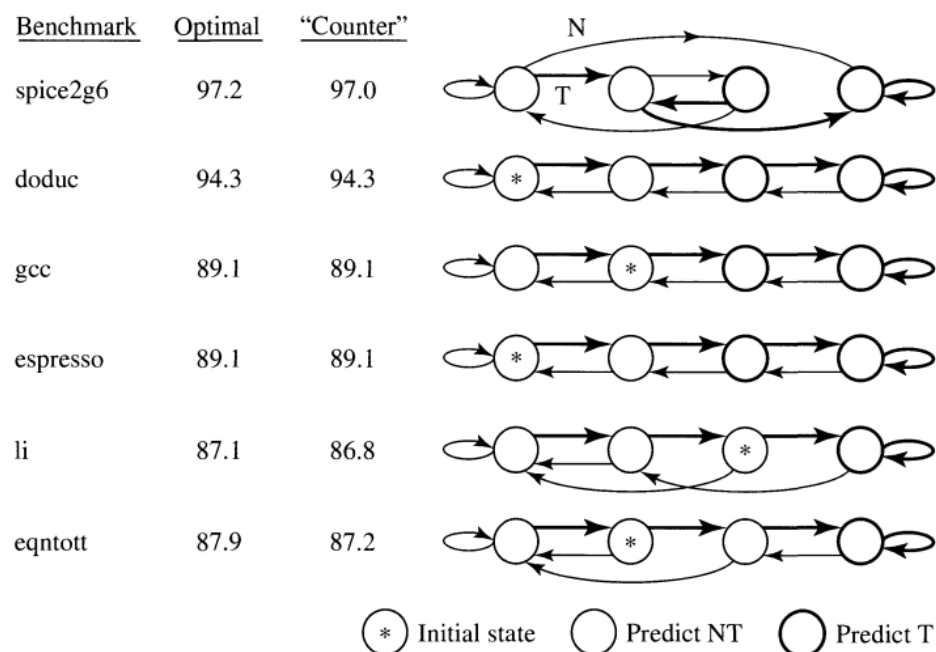 Benchmark Optimal “Counter”
N
spice2g6 97.2 97.0
T
doduc 94.3 94.3 *
gcc 89.1 89.1 *
espresso 89.1 89.1 *
li 87.1 86.8 *
eqntott 87.9 87.2 *
* Initial state Predict NT Predict T